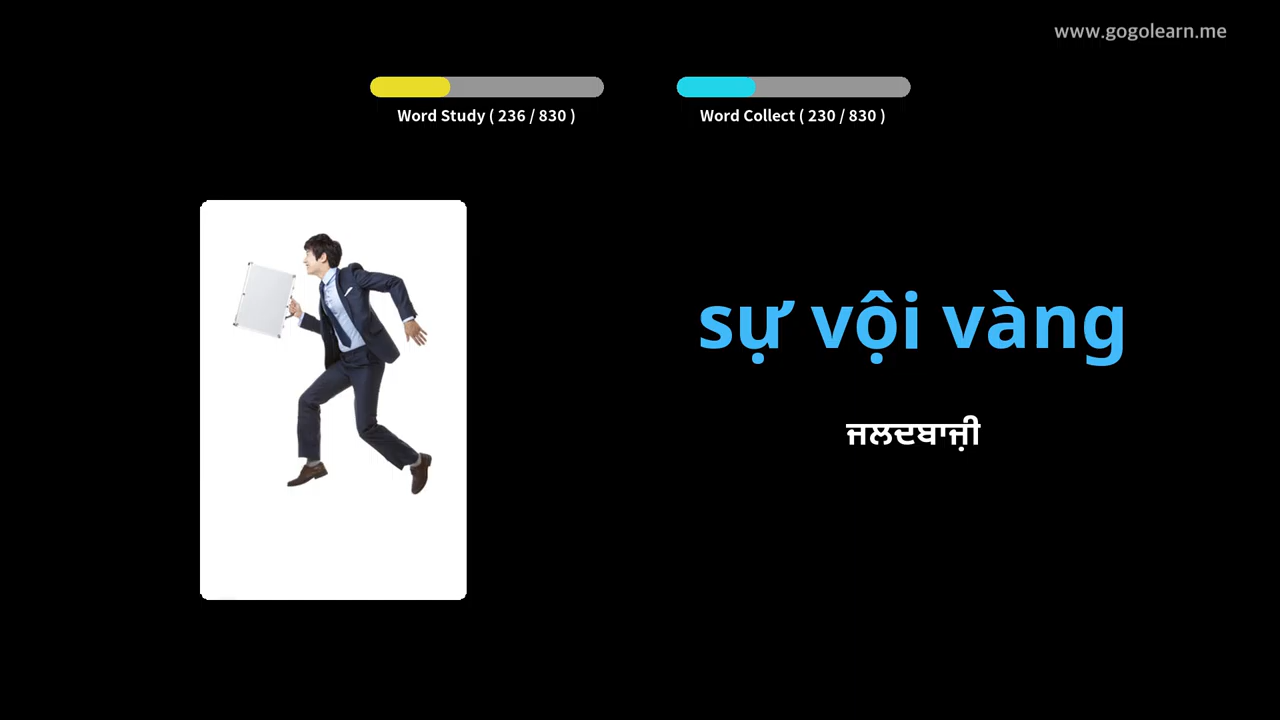 www.gogolearn.me
Word Study ( 236 / 830 )
Word Collect ( 230 / 830 )
sự vội vàng
ਜਲਦਬਾਜ਼ੀ